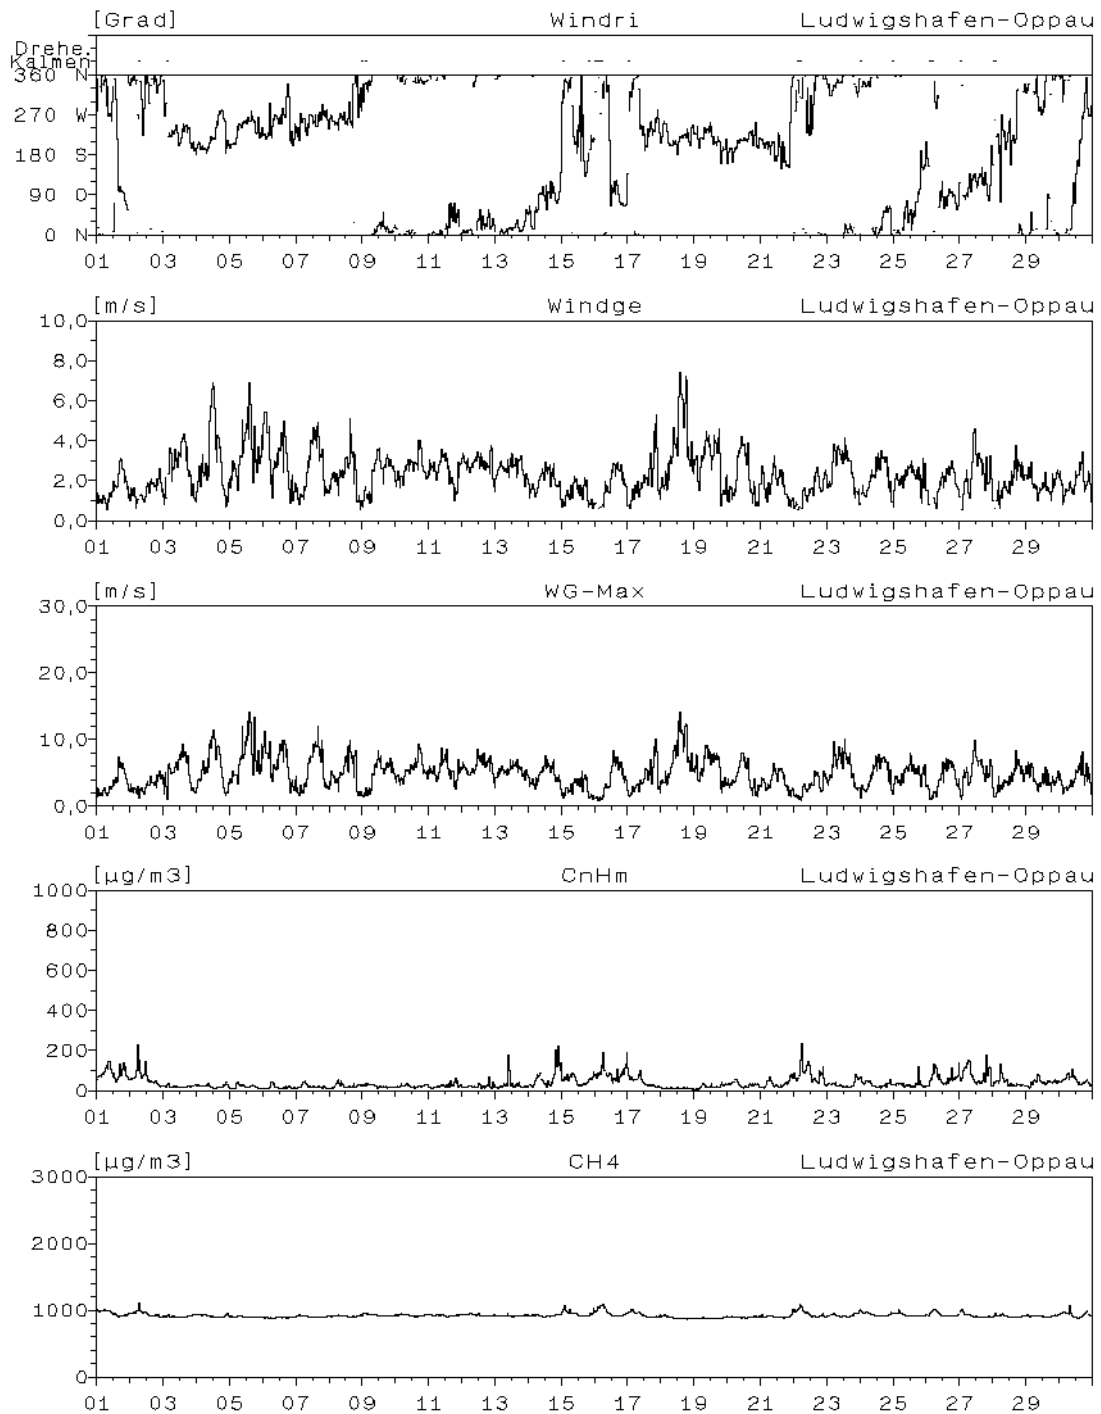 [Grad] Windri Ludwigshafen-Oppau
Drehe.
Kalmen
360 N
270 W
180 S
90 O
0 N
01 03 05 07 09 11 13 15 17 19 21 23 25 27 29
[m/s] Windge Ludwigshafen-Oppau
10,0
8,0
6,0
4,0
2,0
0,0
01 03 05 07 09 11 13 15 17 19 21 23 25 27 29
[m/s] WG-Max Ludwigshafen-Oppau
30,0
20,0
10,0
0,0
01 03 05 07 09 11 13 15 17 19 21 23 25 27 29
[µg/m3] CnHm Ludwigshafen-Oppau
1000
800
600
400
200
0
01 03 05 07 09 11 13 15 17 19 21 23 25 27 29
[µg/m3] CH4 Ludwigshafen-Oppau
3000
2000
1000
0
01 03 05 07 09 11 13 15 17 19 21 23 25 27 29